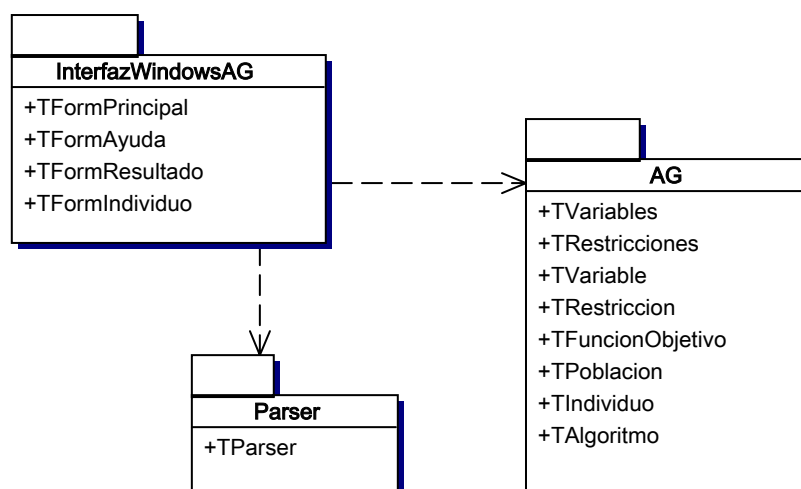 InterfazWindowsAG
+TFormPrincipal
+TFormAyuda
+TFormResultado
+TFormIndividuo
AG
+TVariables
+TRestricciones
+TVariable
+TRestriccion
+TFuncionObjetivo
+TPoblacion
+TIndividuo
+TAlgoritmo
Parser
+TParser